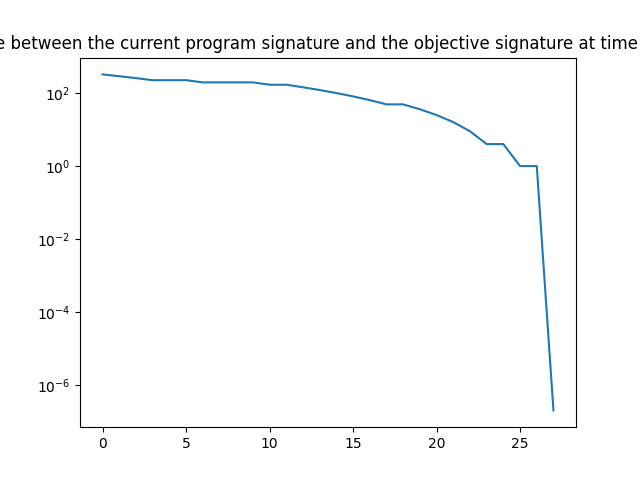 e between the current program signature and the objective signature at time
10²
10⁰
10⁻²
10⁻⁴
10⁻⁶
0 5 10 15 20 25